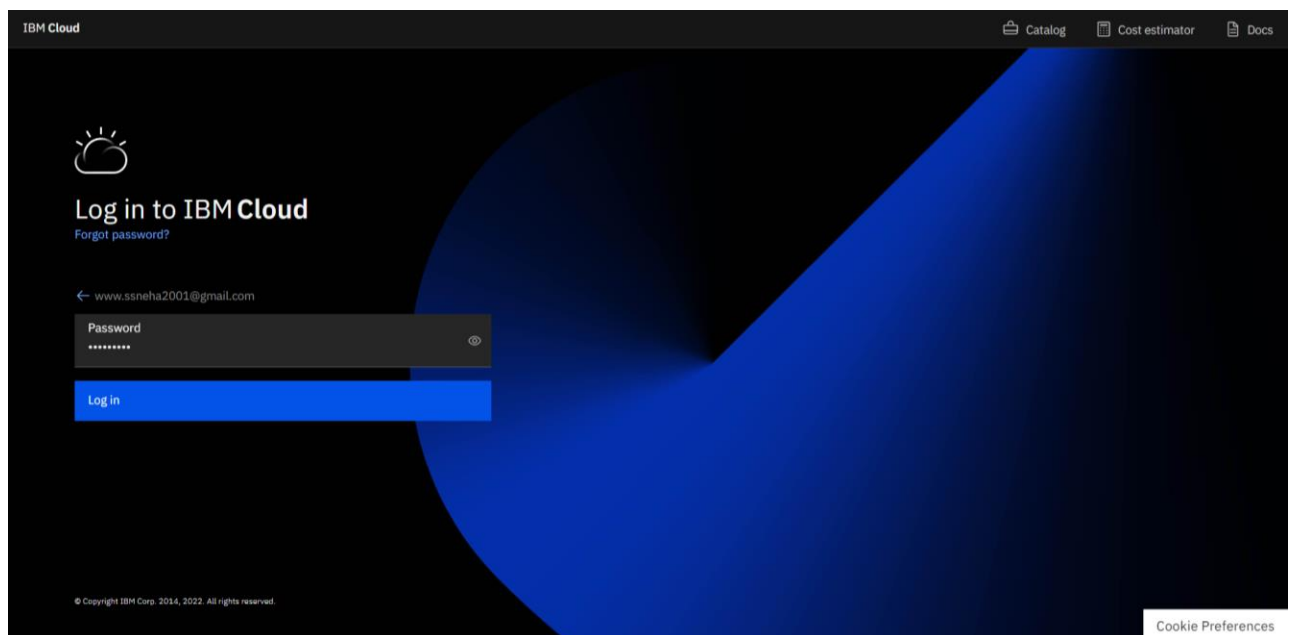 IBM Cloud
Catalog
Cost estimator
Docs
Log in to IBM Cloud
Forgot password?
← www.ssneha2001@gmail.com
Password
•••••••••
Log in
© Copyright IBM Corp. 2014, 2022. All rights reserved.
Cookie Preferences